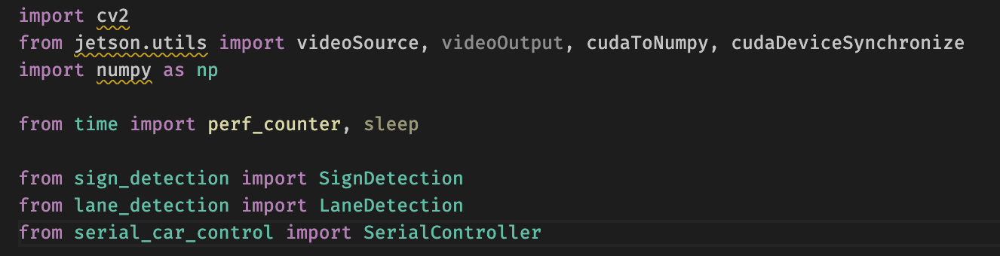 import cv2
from jetson.utils import videoSource, videoOutput, cudaToNumpy, cudaDeviceSynchronize
import numpy as np
from time import perf_counter, sleep
from sign_detection import SignDetection
from lane_detection import LaneDetection
from serial_car_control import SerialController